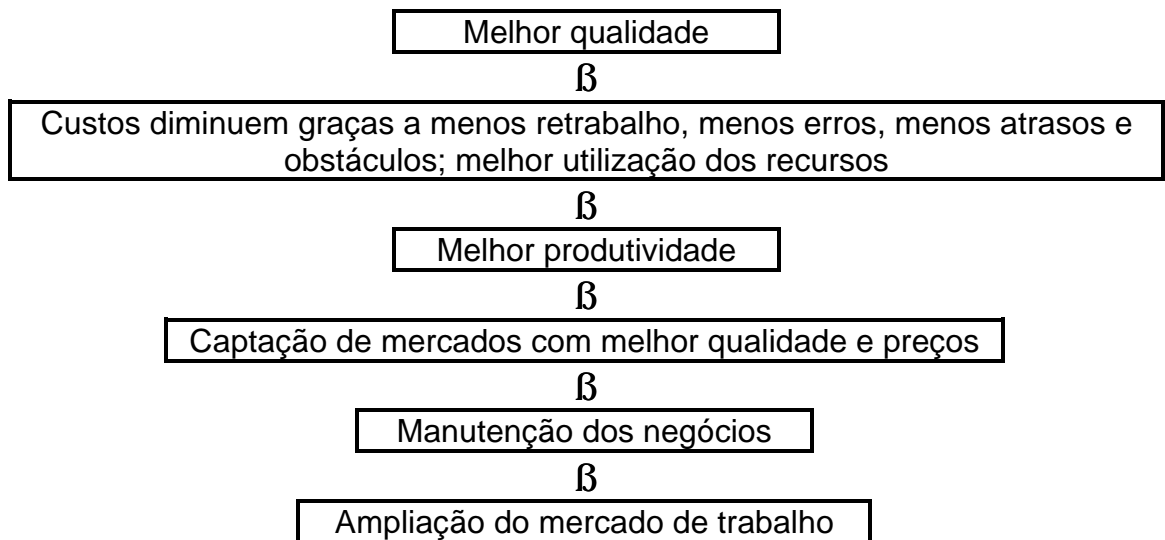 Melhor qualidade
ß
Custos diminuem graças a menos retrabalho, menos erros, menos atrasos e
obstáculos; melhor utilização dos recursos
ß
Melhor produtividade
ß
Captação de mercados com melhor qualidade e preços
ß
Manutenção dos negócios
ß
Ampliação do mercado de trabalho